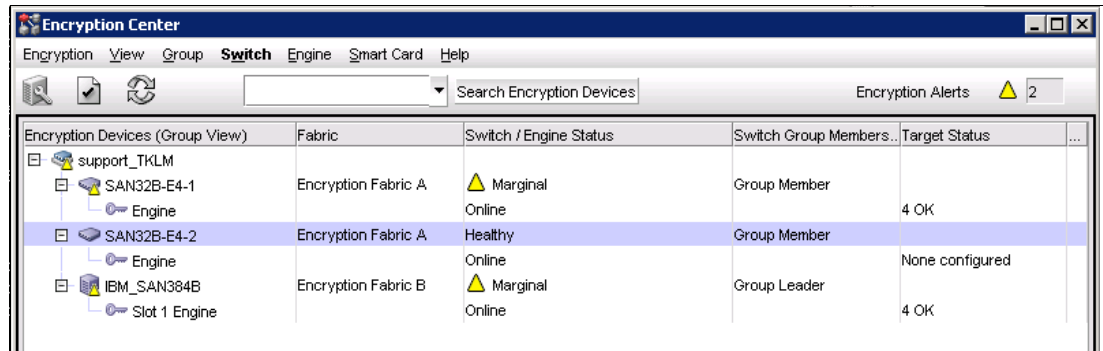 Encryption Center
Encryption View Group Switch Engine Smart Card Help
Search Encryption Devices Encryption Alerts 2
Encryption Devices (Group View) Fabric Switch / Engine Status Switch Group Members... Target Status ...
support_TKLM
SAN32B-E4-1 Encryption Fabric A Marginal Group Member
Engine Online 4 OK
SAN32B-E4-2 Encryption Fabric A Healthy Group Member
Engine Online None configured
IBM_SAN384B Encryption Fabric B Marginal Group Leader
Slot 1 Engine Online 4 OK